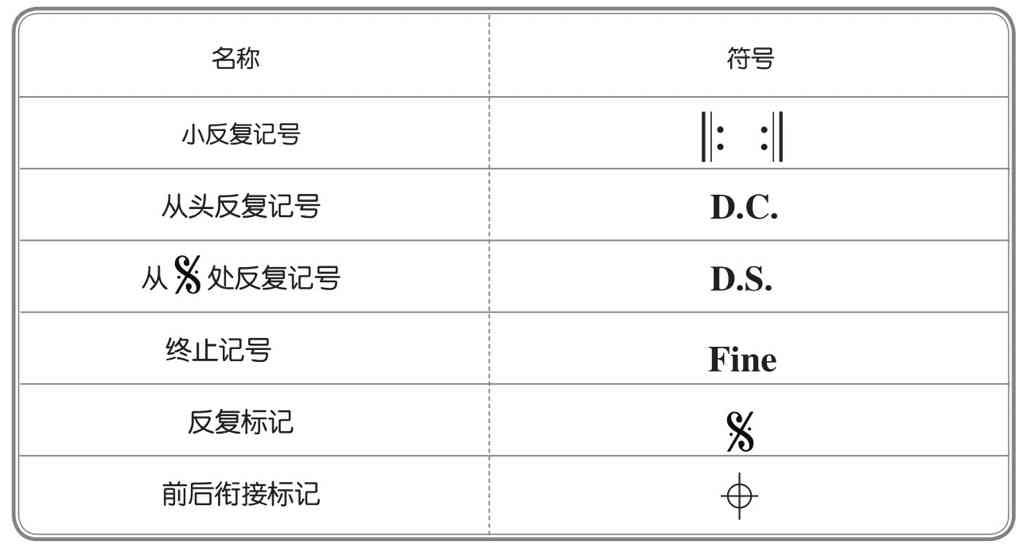 名称 符号
小反复记号 𝄆 𝄇
从头反复记号 D.C.
从𝄋处反复记号 D.S.
终止记号 Fine
反复标记 𝄋
前后衔接标记 𝄌